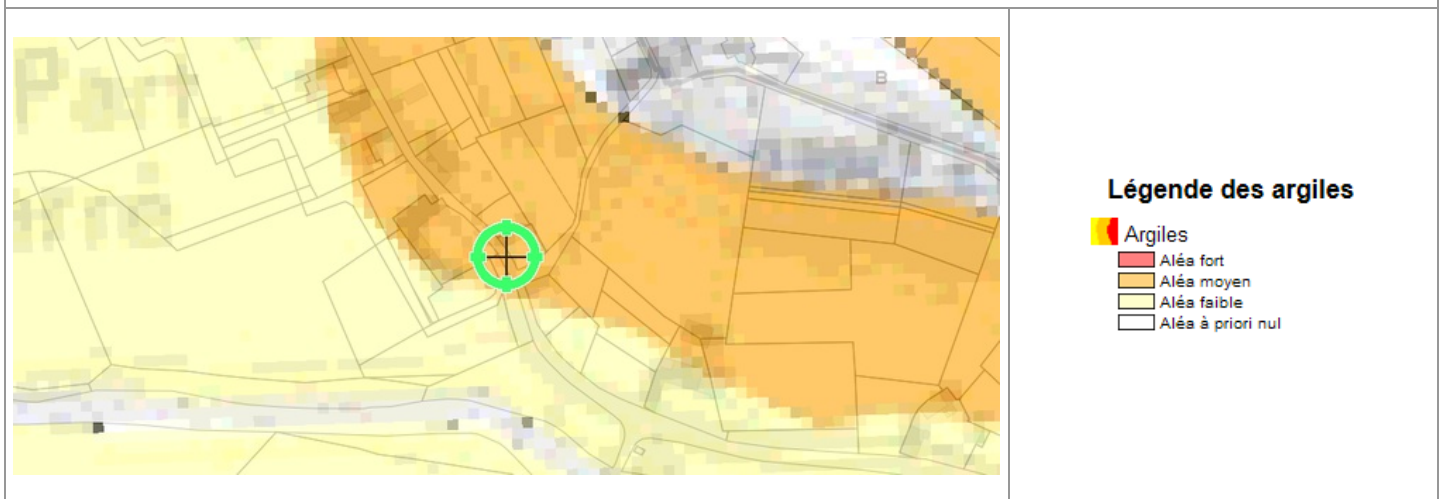 B
Légende des argiles
Argiles
Aléa fort
Aléa moyen
Aléa faible
Aléa à priori nul